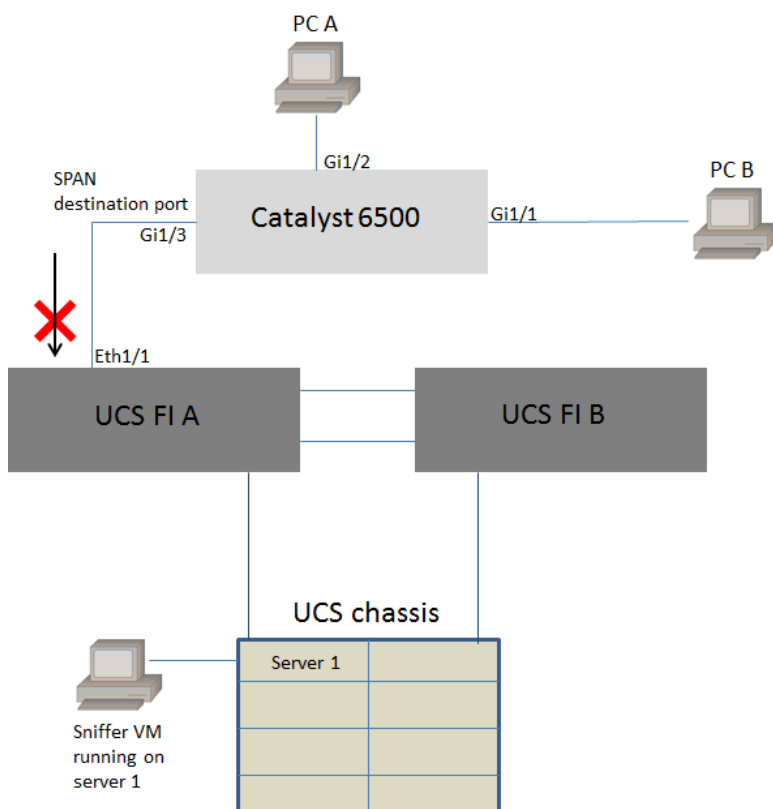 PC A
Gi1/2
PC B
SPAN
destination port
Catalyst 6500
Gi1/1
Gi1/3
Eth1/1
UCS FI A
UCS FI B
UCS chassis
Server 1
Sniffer VM
running on
server 1